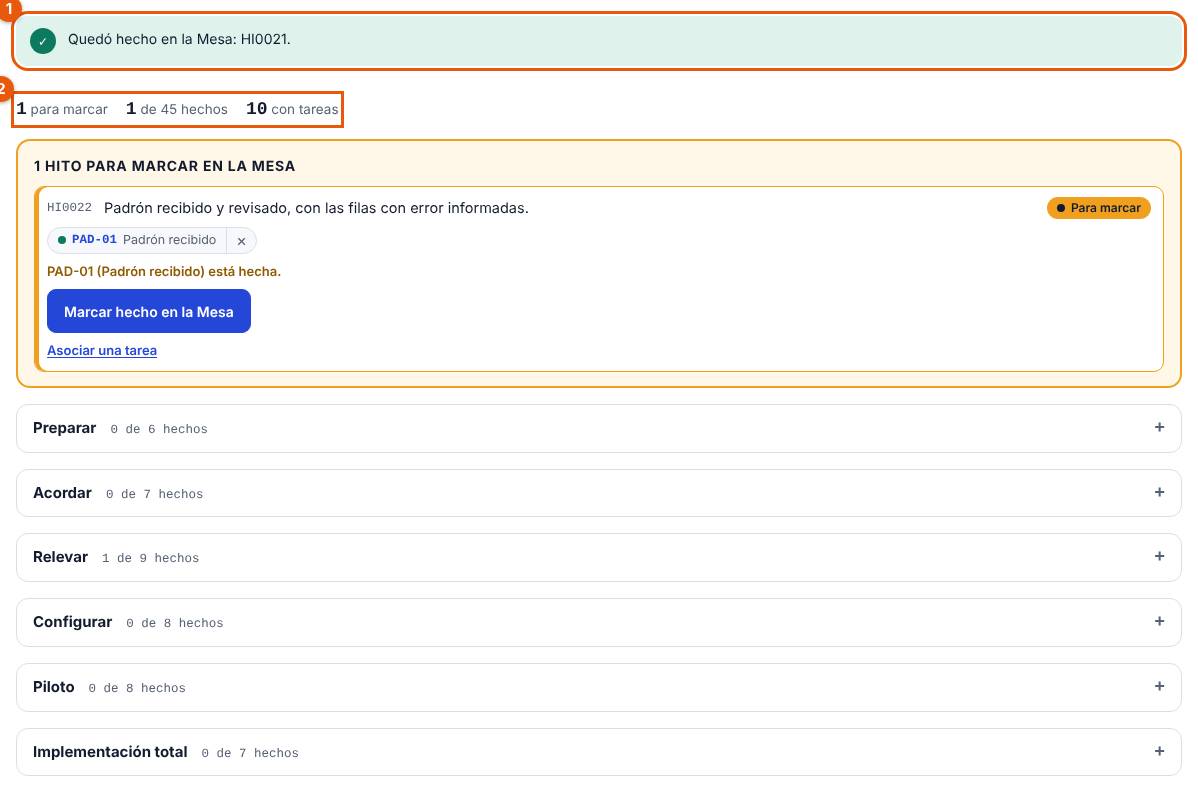 1
✓ Quedó hecho en la Mesa: HI0021.
2
1 para marcar 1 de 45 hechos 10 con tareas
1 HITO PARA MARCAR EN LA MESA
HI0022 Padrón recibido y revisado, con las filas con error informadas. Para marcar
PAD-01 Padrón recibido ×
PAD-01 (Padrón recibido) está hecha.
Marcar hecho en la Mesa
Asociar una tarea
Preparar 0 de 6 hechos +
Acordar 0 de 7 hechos +
Relevar 1 de 9 hechos +
Configurar 0 de 8 hechos +
Piloto 0 de 8 hechos +
Implementación total 0 de 7 hechos +